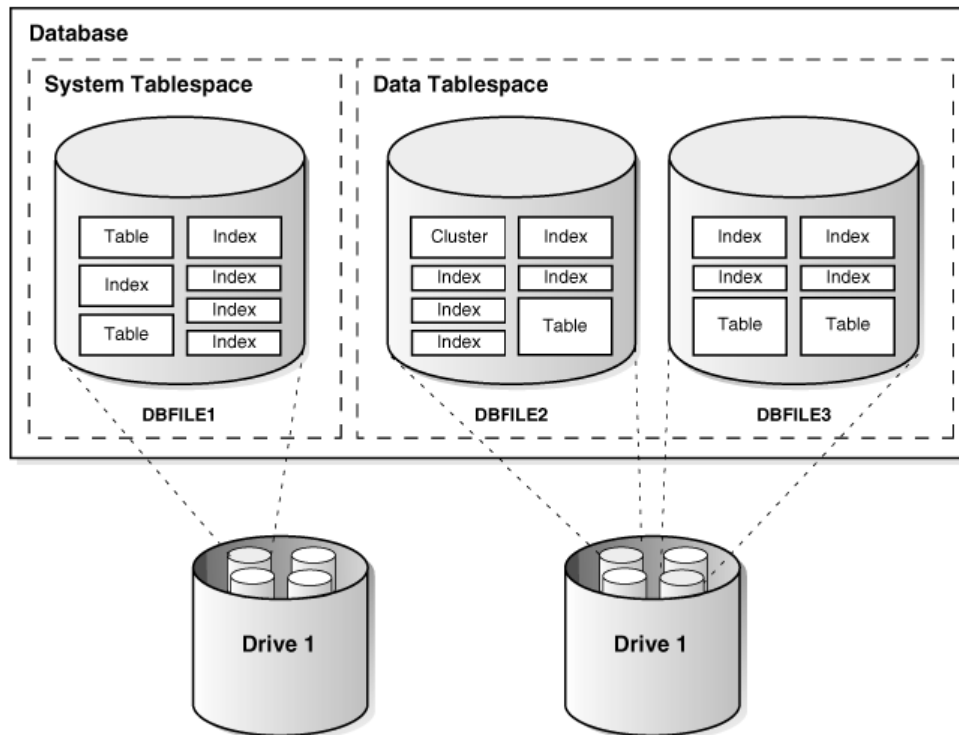 Database
System Tablespace
Table
Index
Index
Index
Index
Table
Index
DBFILE1
Data Tablespace
Cluster
Index
Index
Index
Index
Index
Table
DBFILE2
Index
Index
Index
Index
Table
Table
DBFILE3
Drive 1
Drive 1